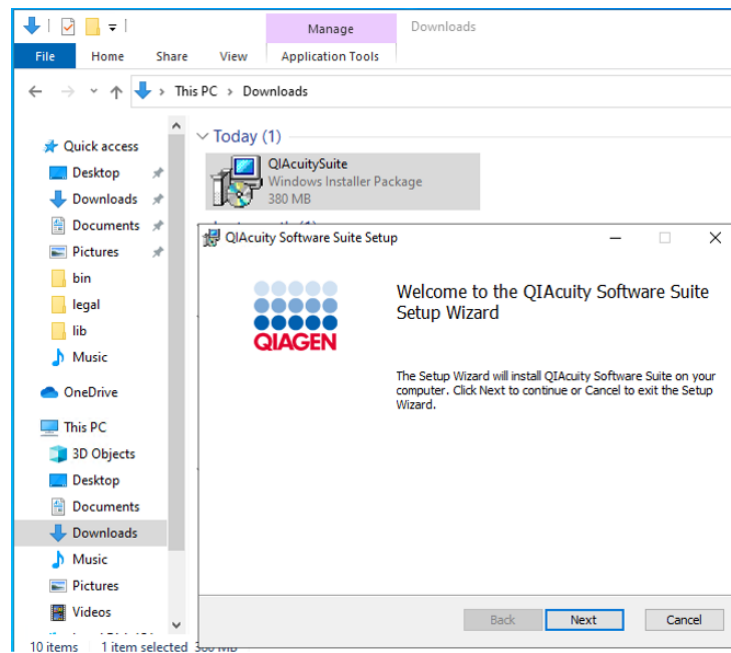 Manage
Downloads
File
Home
Share
View
Application Tools
This PC
Downloads
Quick access
Desktop
Downloads
Documents
Pictures
bin
legal
lib
Music
OneDrive
This PC
3D Objects
Desktop
Documents
Downloads
Music
Pictures
Videos
10 items
1 item selected
380 MB
Today (1)
QIAcuitySuite
Windows Installer Package
380 MB
QIAcuity Software Suite Setup
QIAGEN
Welcome to the QIAcuity Software Suite
Setup Wizard
The Setup Wizard will install QIAcuity Software Suite on your
computer. Click Next to continue or Cancel to exit the Setup
Wizard.
Back
Next
Cancel